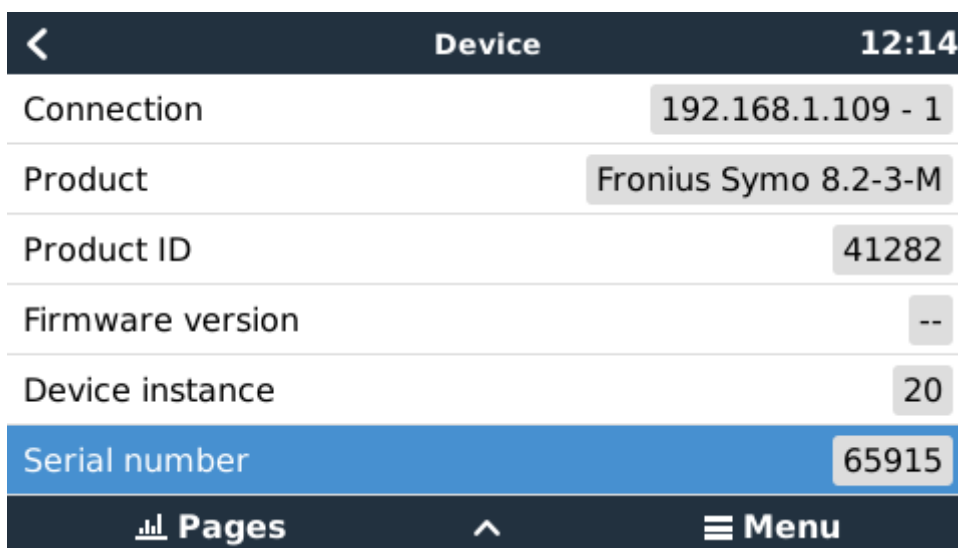 Device 12:14
Connection 192.168.1.109 - 1
Product Fronius Symo 8.2-3-M
Product ID 41282
Firmware version --
Device instance 20
Serial number 65915
Pages Menu